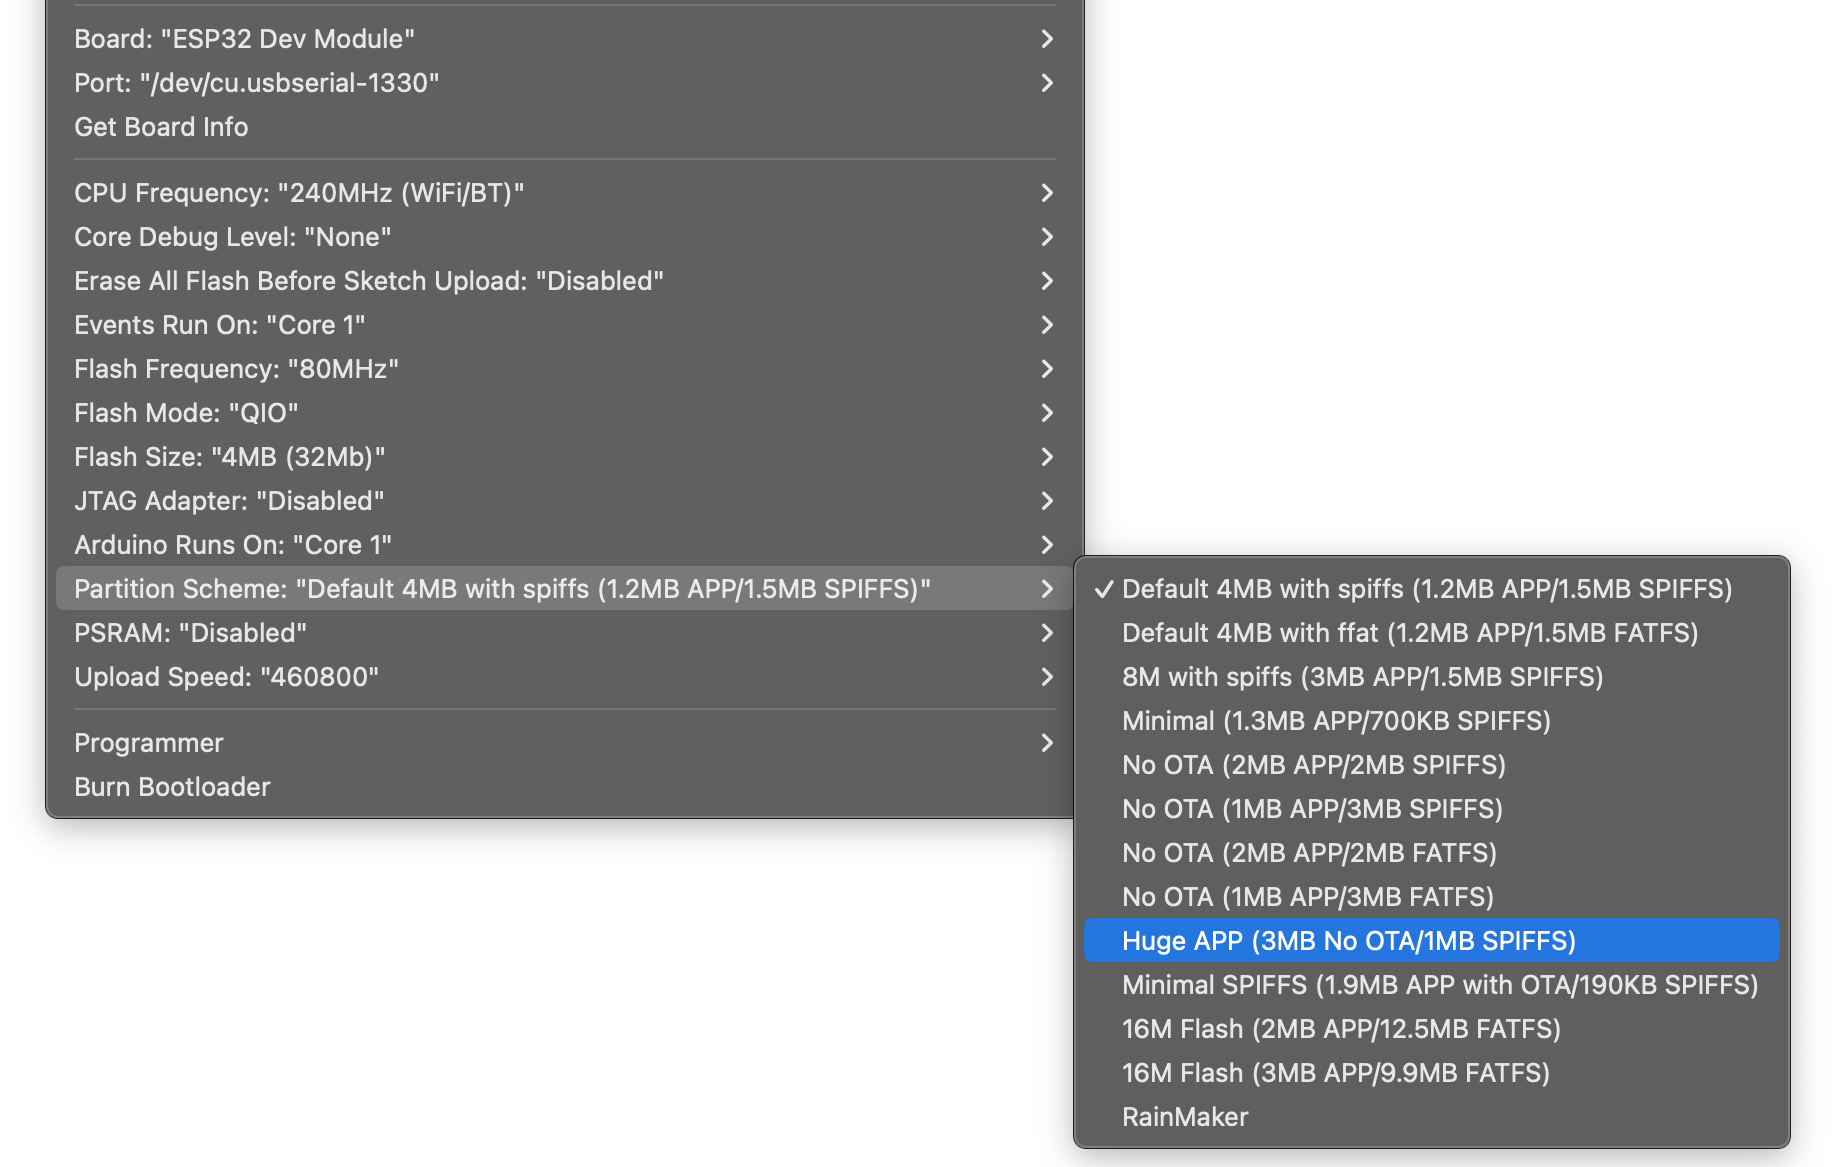 Board: "ESP32 Dev Module"
Port: "/dev/cu.usbserial-1330"
Get Board Info
CPU Frequency: "240MHz (WiFi/BT)"
Core Debug Level: "None"
Erase All Flash Before Sketch Upload: "Disabled"
Events Run On: "Core 1"
Flash Frequency: "80MHz"
Flash Mode: "QIO"
Flash Size: "4MB (32Mb)"
JTAG Adapter: "Disabled"
Arduino Runs On: "Core 1"
Partition Scheme: "Default 4MB with spiffs (1.2MB APP/1.5MB SPIFFS)"
PSRAM: "Disabled"
Upload Speed: "460800"
Programmer
Burn Bootloader
Default 4MB with spiffs (1.2MB APP/1.5MB SPIFFS)
Default 4MB with ffat (1.2MB APP/1.5MB FATFS)
8M with spiffs (3MB APP/1.5MB SPIFFS)
Minimal (1.3MB APP/700KB SPIFFS)
No OTA (2MB APP/2MB SPIFFS)
No OTA (1MB APP/3MB SPIFFS)
No OTA (2MB APP/2MB FATFS)
No OTA (1MB APP/3MB FATFS)
Huge APP (3MB No OTA/1MB SPIFFS)
Minimal SPIFFS (1.9MB APP with OTA/190KB SPIFFS)
16M Flash (2MB APP/12.5MB FATFS)
16M Flash (3MB APP/9.9MB FATFS)
RainMaker